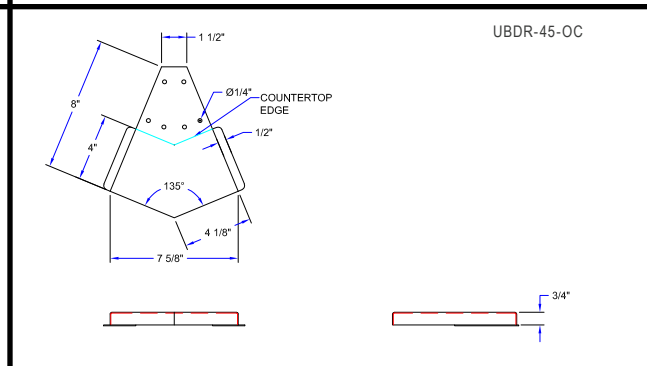 UBDR-45-OC
1 1/2"
8"
Ø1/4"
COUNTERTOP
EDGE
1/2"
4"
135°
4 1/8"
7 5/8"
3/4"